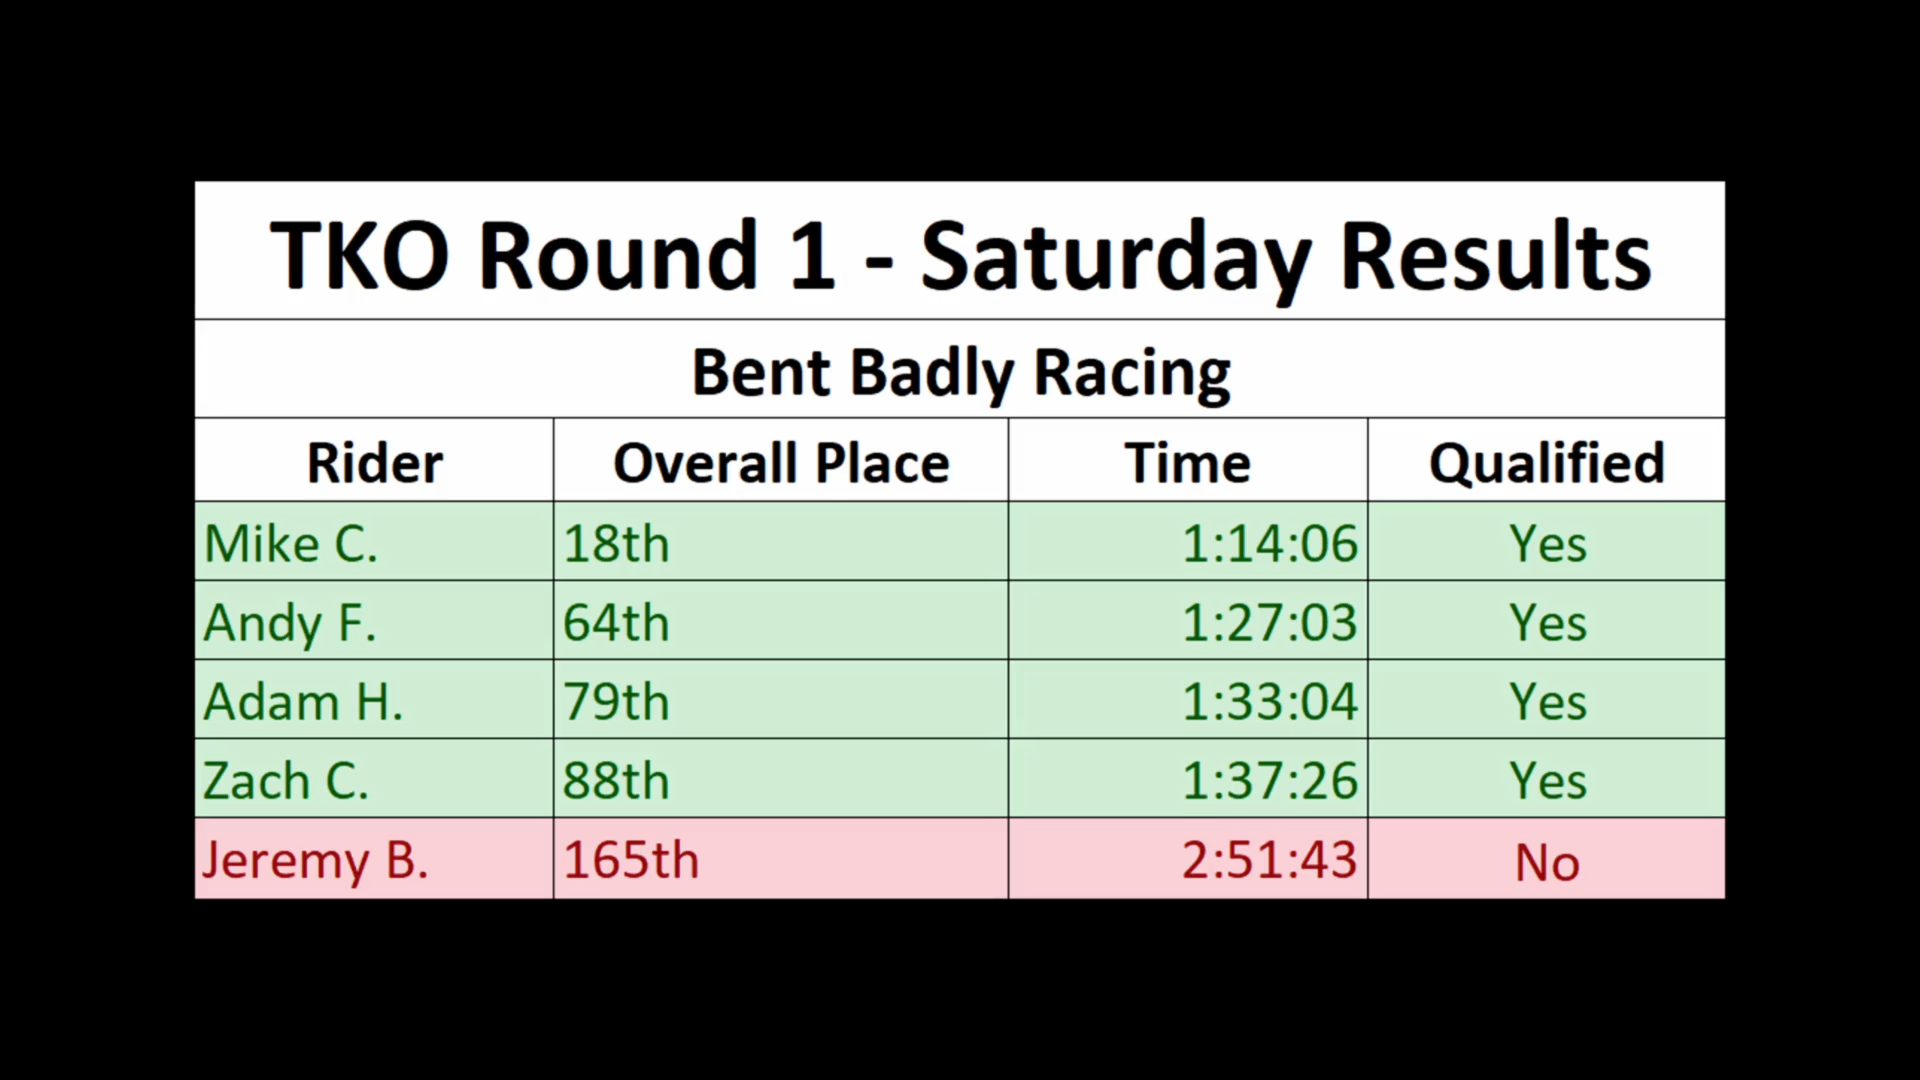 TKO Round 1 - Saturday Results
Bent Badly Racing
Rider Overall Place Time Qualified
Mike C. 18th 1:14:06 Yes
Andy F. 64th 1:27:03 Yes
Adam H. 79th 1:33:04 Yes
Zach C. 88th 1:37:26 Yes
Jeremy B. 165th 2:51:43 No